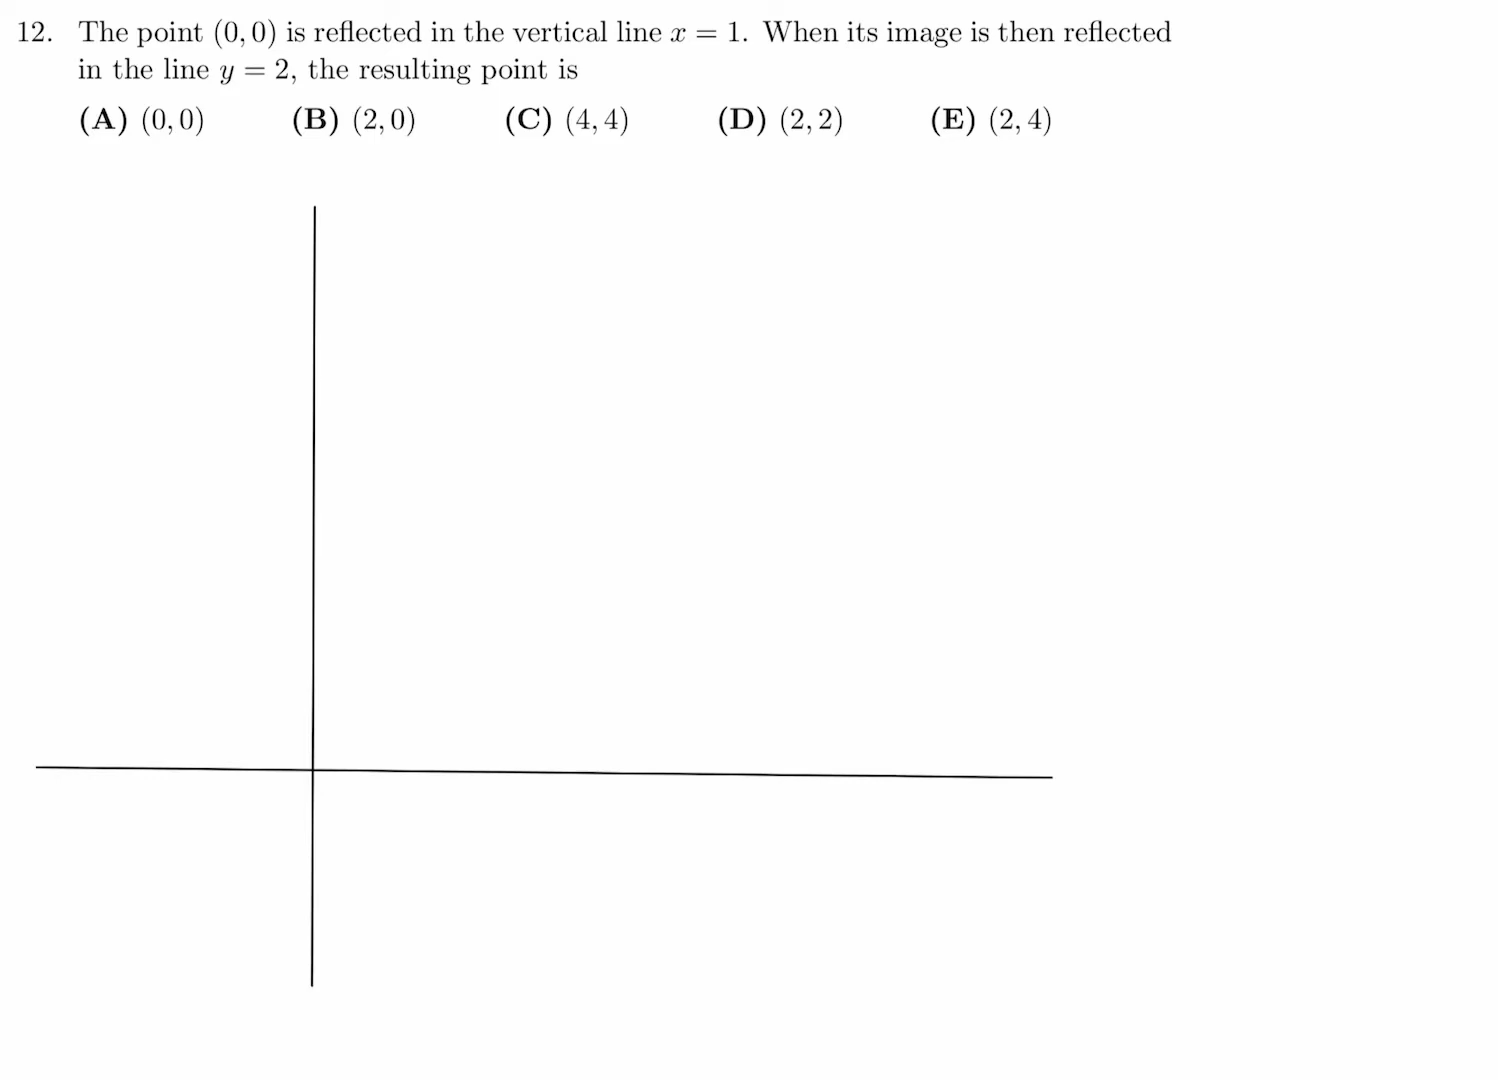 12. The point (0, 0) is reflected in the vertical line x = 1. When its image is then reflected
in the line y = 2, the resulting point is
(A) (0, 0) (B) (2, 0) (C) (4, 4) (D) (2, 2) (E) (2, 4)